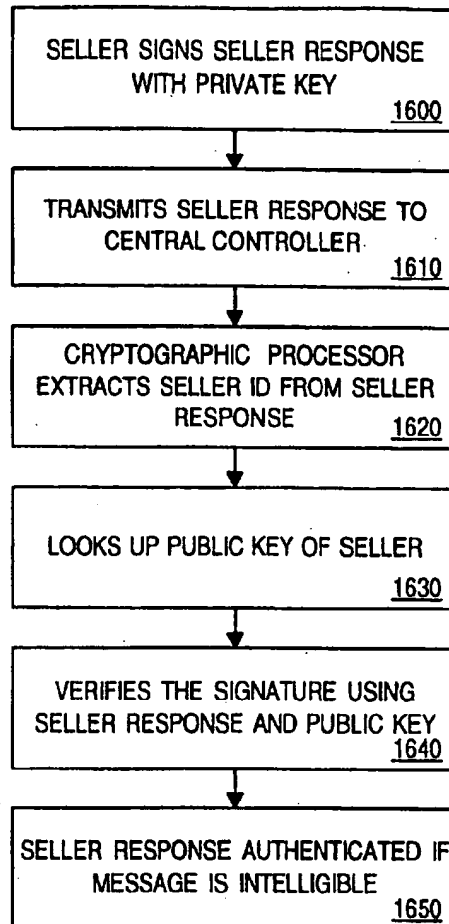 SELLER SIGNS SELLER RESPONSE
WITH PRIVATE KEY
1600
TRANSMITS SELLER RESPONSE TO
CENTRAL CONTROLLER
1610
CRYPTOGRAPHIC PROCESSOR
EXTRACTS SELLER ID FROM SELLER
RESPONSE
1620
LOOKS UP PUBLIC KEY OF SELLER
1630
VERIFIES THE SIGNATURE USING
SELLER RESPONSE AND PUBLIC KEY
1640
SELLER RESPONSE AUTHENTICATED IF
MESSAGE IS INTELLIGIBLE
1650